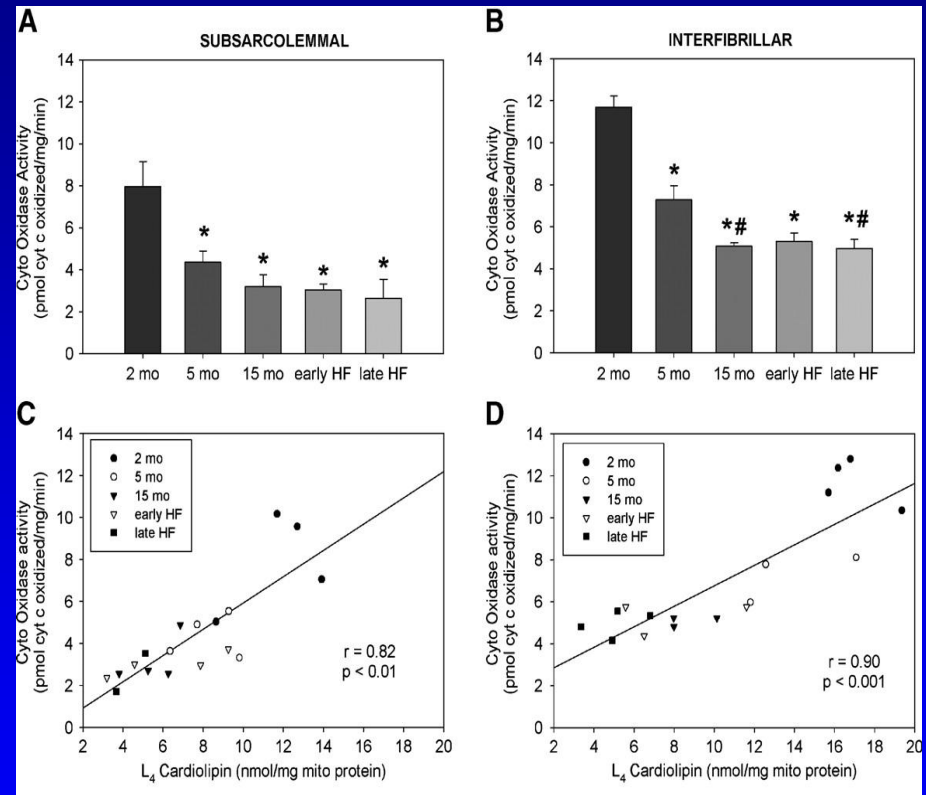 A
SUBSARCOLEMMAL
Cyto Oxidase Activity
(pmol cyt c oxidized/mg/min)
14
12
10
8
6
4
2
0
*
*
*
*
2 mo 5 mo 15 mo early HF late HF
B
INTERFIBRILLAR
Cyto Oxidase Activity
(pmol cyt c oxidized/mg/min)
14
12
10
8
6
4
2
0
*
*#
*
*#
2 mo 5 mo 15 mo early HF late HF
C
Cyto Oxidase activity
(pmol cyt c oxidized/mg/min)
14
12
10
8
6
4
2
0
2 mo
5 mo
15 mo
early HF
late HF
r = 0.82
p < 0.01
2 4 6 8 10 12 14 16 18 20
L4 Cardiolipin (nmol/mg mito protein)
D
Cyto Oxidase activity
(pmol cyt c oxidized/mg/min)
14
12
10
8
6
4
2
0
2 mo
5 mo
15 mo
early HF
late HF
r = 0.90
p < 0.001
2 4 6 8 10 12 14 16 18 20
L4 Cardiolipin (nmol/mg mito protein)